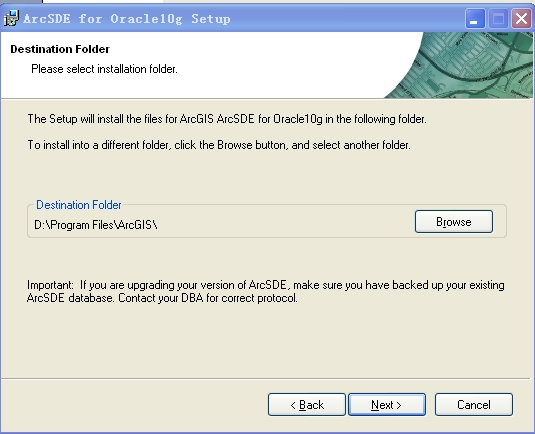 ArcSDE for Oracle10g Setup
Destination Folder
Please select installation folder.
The Setup will install the files for ArcGIS ArcSDE for Oracle10g in the following folder.
To install into a different folder, click the Browse button, and select another folder.
Destination Folder
D:\Program Files\ArcGIS\
Browse
Important: If you are upgrading your version of ArcSDE, make sure you have backed up your existing
ArcSDE database. Contact your DBA for correct protocol.
< Back
Next >
Cancel